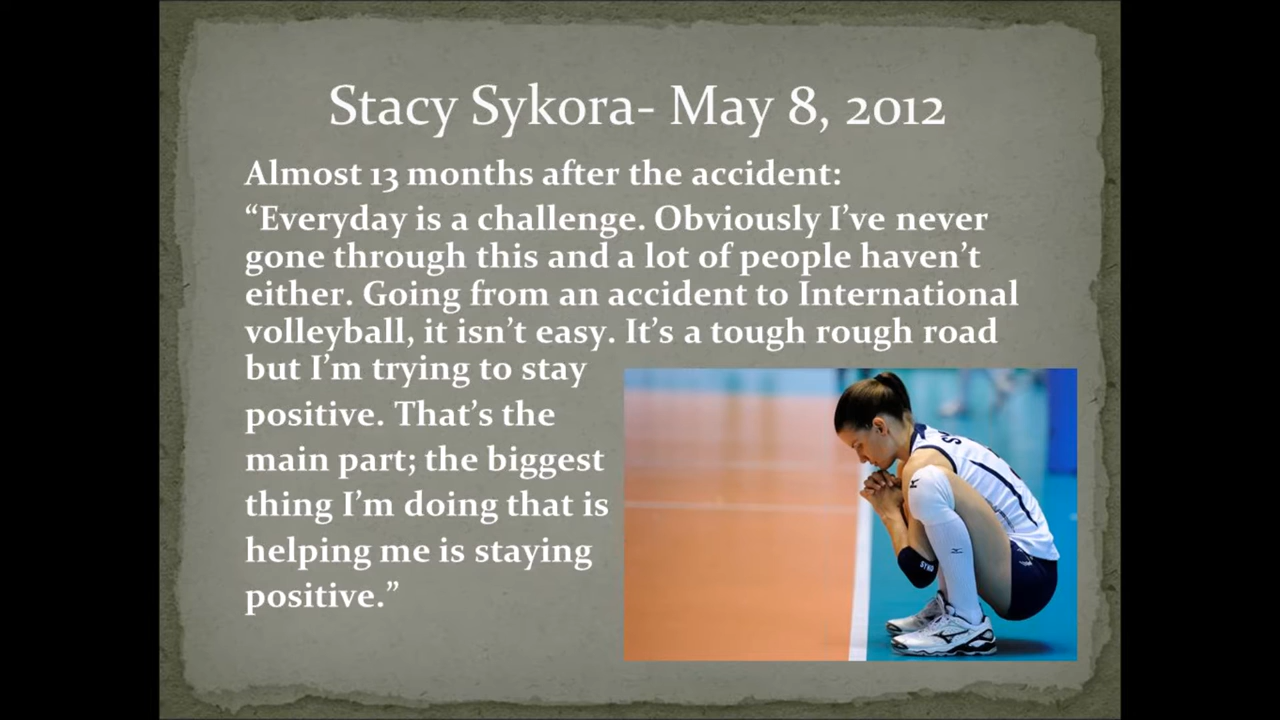 Stacy Sykora- May 8, 2012
Almost 13 months after the accident:
“Everyday is a challenge. Obviously I’ve never
gone through this and a lot of people haven’t
either. Going from an accident to International
volleyball, it isn’t easy. It’s a tough rough road
but I’m trying to stay
positive. That’s the
main part; the biggest
thing I’m doing that is
helping me is staying
positive.”